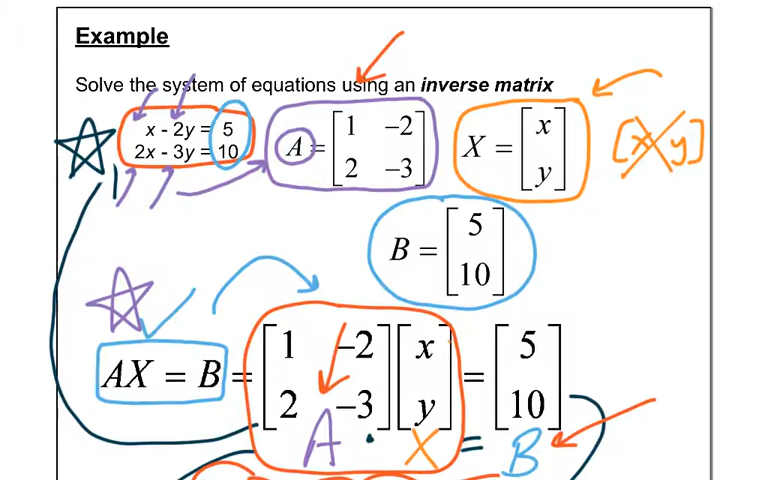 Example
Solve the system of equations using an inverse matrix
x - 2y = 5
2x - 3y = 10
A = [1 -2
2 -3]
X = [x
y]
[x y]
B = [5
10]
AX = B = [1 -2
2 -3] [x
y] = [5
10]
A · X = B